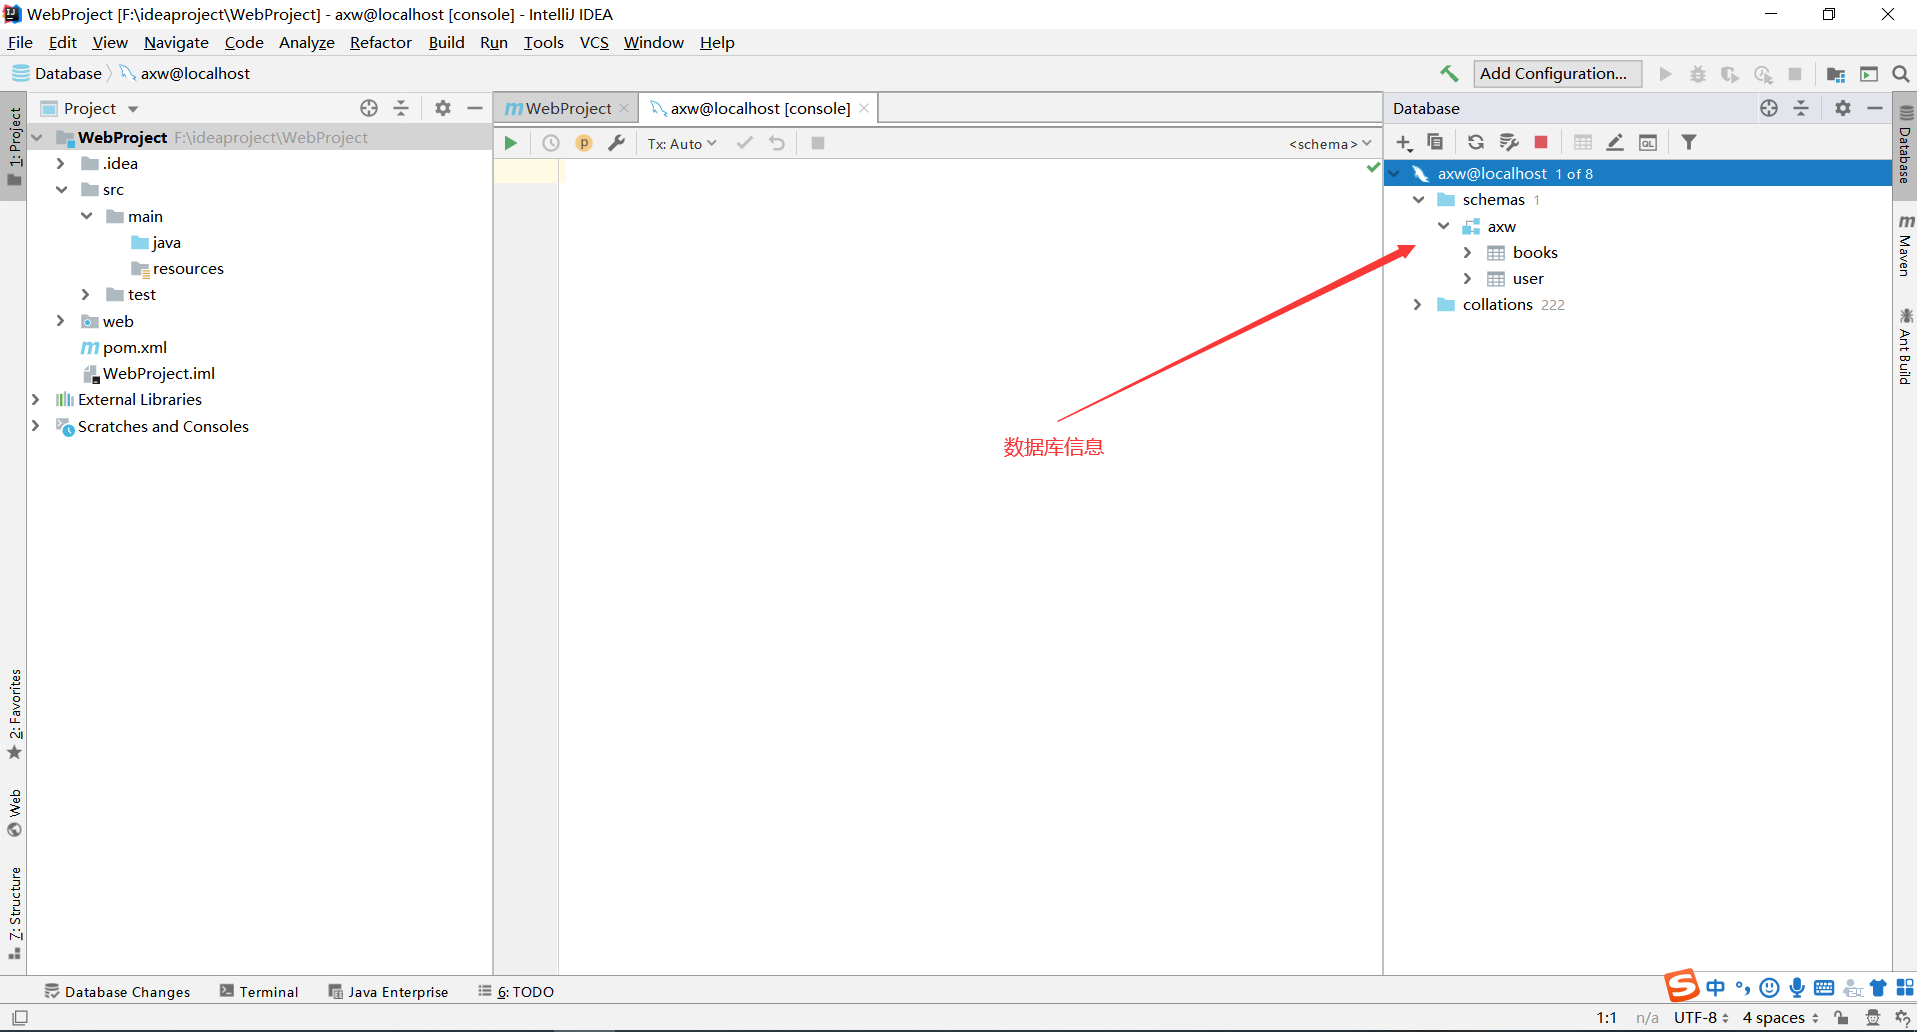 WebProject [F:\ideaproject\WebProject] - axw@localhost [console] - IntelliJ IDEA
File Edit View Navigate Code Analyze Refactor Build Run Tools VCS Window Help
Database axw@localhost
Add Configuration...
Project
WebProject F:\ideaproject\WebProject
.idea
src
main
java
resources
test
web
pom.xml
WebProject.iml
External Libraries
Scratches and Consoles
1: Project
2: Favorites
Web
7: Structure
WebProject
axw@localhost [console]
Tx: Auto
<schema>
数据库信息
Database
axw@localhost 1 of 8
schemas 1
axw
books
user
collations 222
Database
Maven
Ant Build
Database Changes
Terminal
Java Enterprise
6: TODO
中
1:1 n/a UTF-8 4 spaces